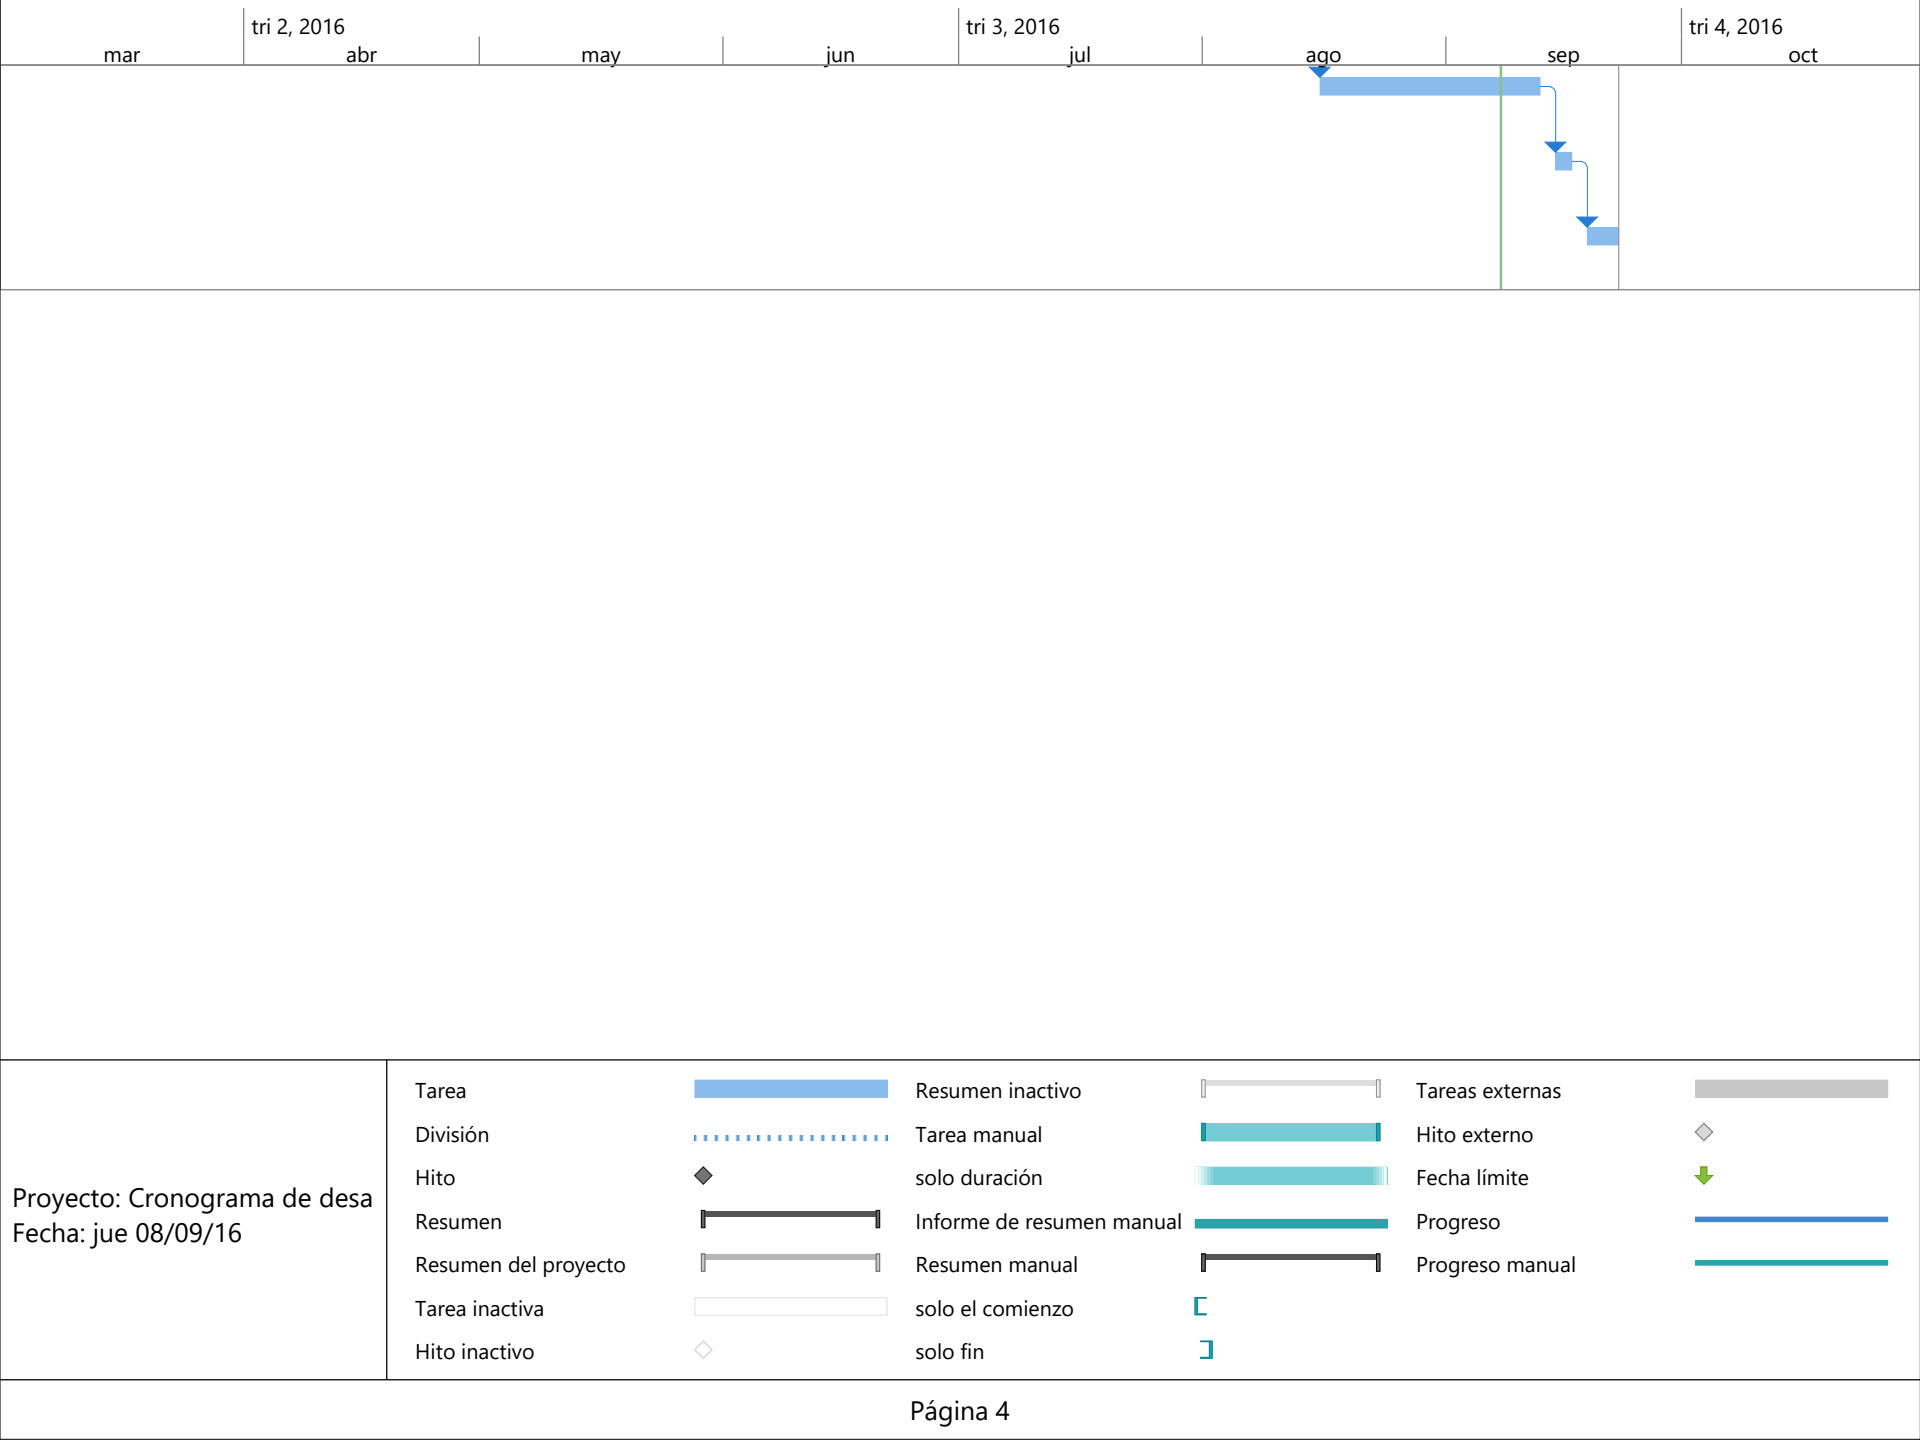 tri 2, 2016 tri 3, 2016 tri 4, 2016
mar abr may jun jul ago sep oct
Proyecto: Cronograma de desa
Fecha: jue 08/09/16
Tarea
División
Hito
Resumen
Resumen del proyecto
Tarea inactiva
Hito inactivo
Resumen inactivo
Tarea manual
solo duración
Informe de resumen manual
Resumen manual
solo el comienzo
solo fin
Tareas externas
Hito externo
Fecha límite
Progreso
Progreso manual
Página 4